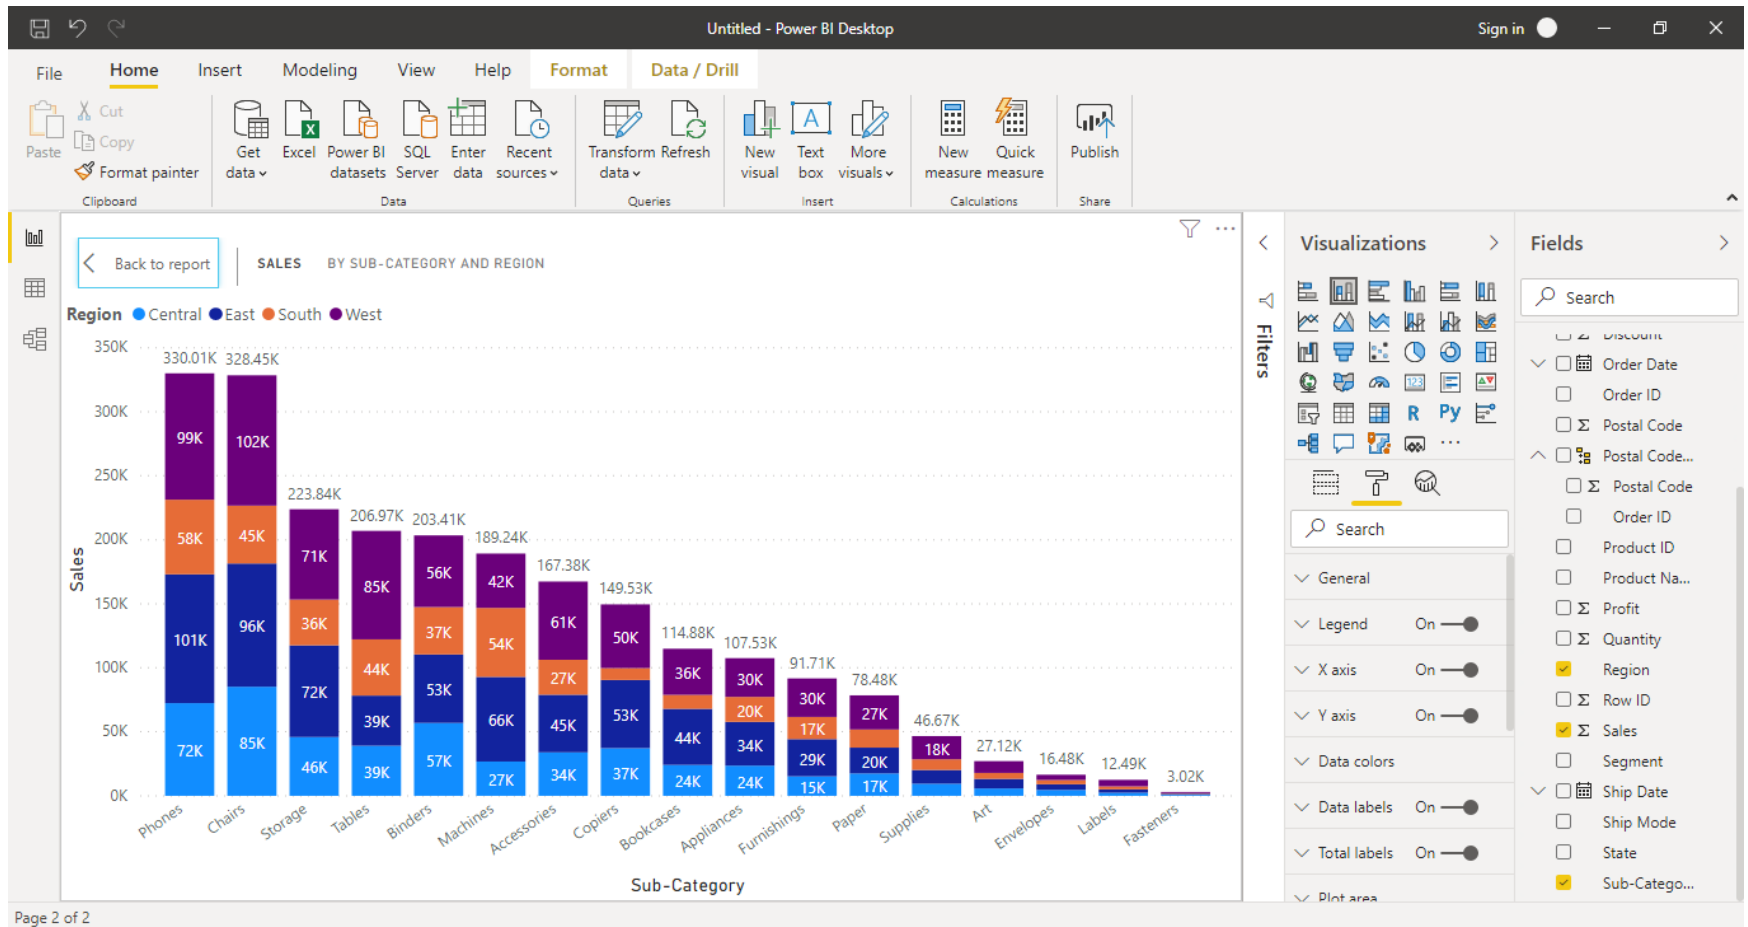 Untitled - Power BI Desktop
Sign in
File Home Insert Modeling View Help Format Data / Drill
Paste
Cut
Copy
Format painter
Clipboard
Get data
Excel
Power BI datasets
SQL Server
Enter data
Recent sources
Data
Transform data
Refresh
Queries
New visual
Text box
More visuals
Insert
New measure
Quick measure
Calculations
Publish
Share
Back to report
SALES BY SUB-CATEGORY AND REGION
Region Central East South West
Sales
350K
300K
250K
200K
150K
100K
50K
0K
330.01K
99K
58K
101K
72K
328.45K
102K
45K
96K
85K
223.84K
71K
36K
72K
46K
206.97K
85K
44K
39K
39K
203.41K
56K
37K
53K
57K
189.24K
42K
54K
66K
27K
167.38K
61K
27K
45K
34K
149.53K
50K
53K
37K
114.88K
36K
44K
24K
107.53K
30K
20K
34K
24K
91.71K
30K
17K
29K
15K
78.48K
27K
20K
17K
46.67K
18K
27.12K
16.48K
12.49K
3.02K
Phones
Chairs
Storage
Tables
Binders
Machines
Accessories
Copiers
Bookcases
Appliances
Furnishings
Paper
Supplies
Art
Envelopes
Labels
Fasteners
Sub-Category
Filters
Visualizations
123
R
Py
Search
General
Legend On
X axis On
Y axis On
Data colors
Data labels On
Total labels On
Plot area
Fields
Search
Discount
Order Date
Order ID
Σ Postal Code
Postal Code...
Σ Postal Code
Order ID
Product ID
Product Na...
Σ Profit
Σ Quantity
Region
Σ Row ID
Σ Sales
Segment
Ship Date
Ship Mode
State
Sub-Catego...
Page 2 of 2